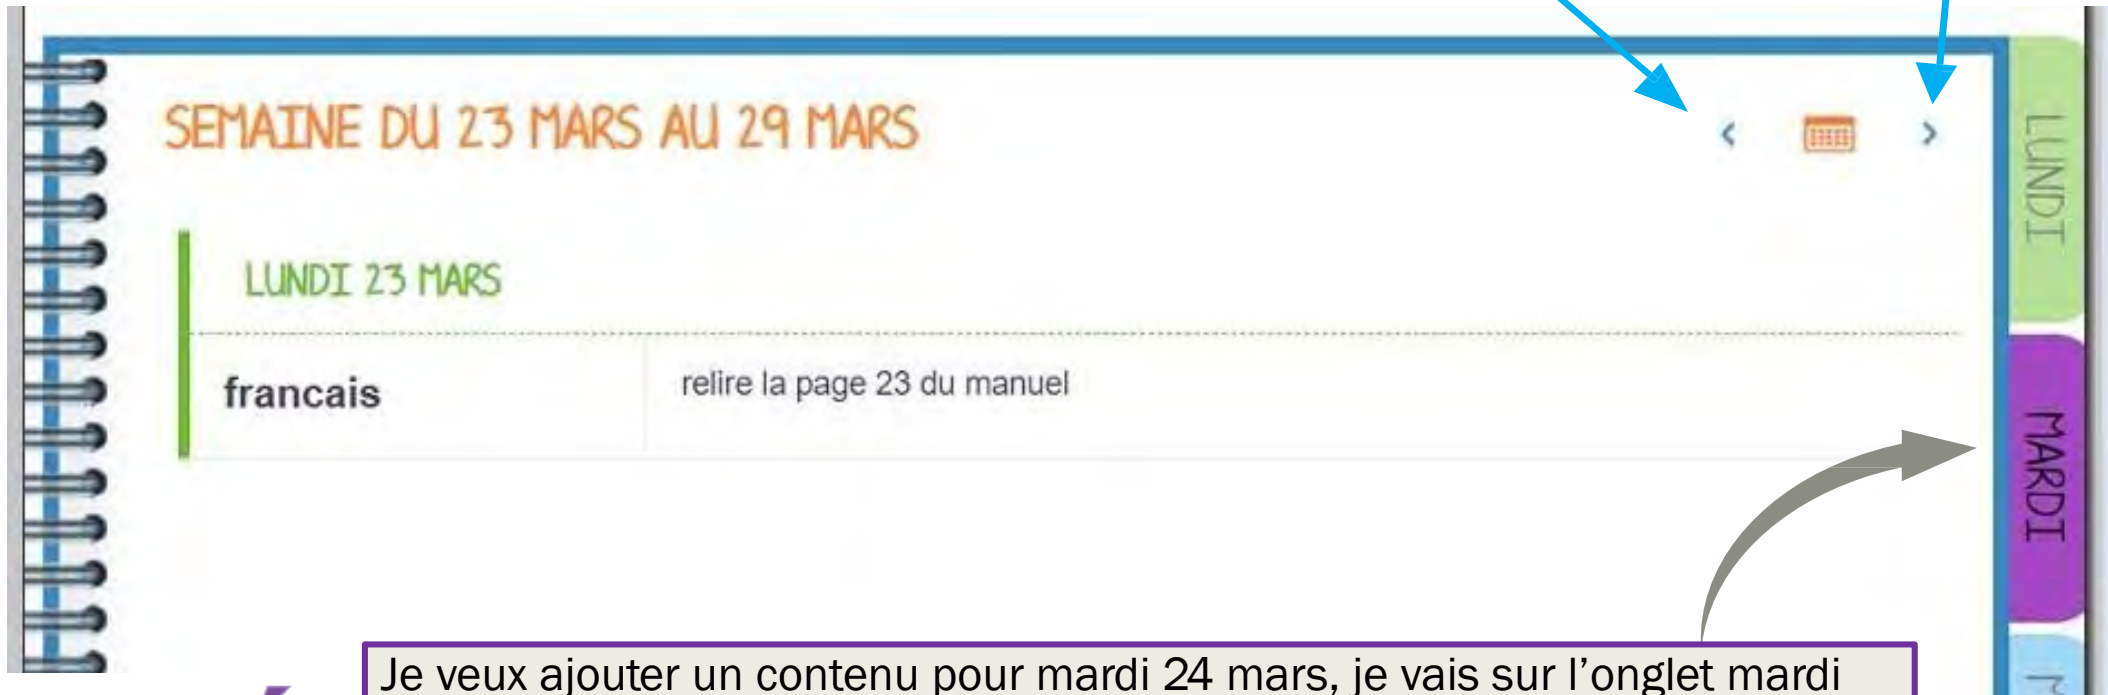 SEMAINE DU 23 MARS AU 29 MARS
LUNDI
LUNDI 23 MARS
francais
relire la page 23 du manuel
MARDI
Je veux ajouter un contenu pour mardi 24 mars, je vais sur l’onglet mardi